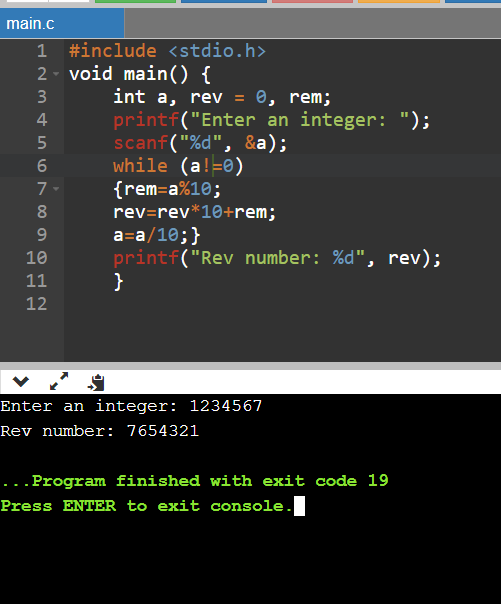 main.c
1 #include <stdio.h>
2 void main() {
3 int a, rev = 0, rem;
4 printf("Enter an integer: ");
5 scanf("%d", &a);
6 while (a!=0)
7 {rem=a%10;
8 rev=rev*10+rem;
9 a=a/10;}
10 printf("Rev number: %d", rev);
11 }
12
Enter an integer: 1234567
Rev number: 7654321
...Program finished with exit code 19
Press ENTER to exit console.